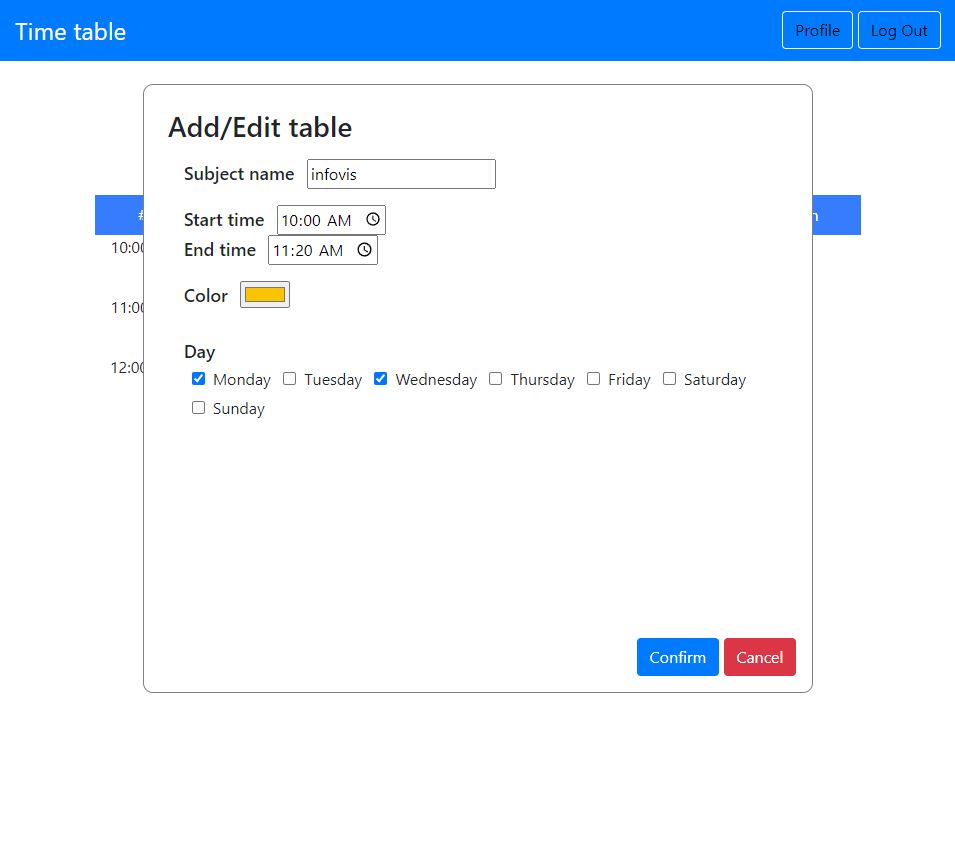 Time table Profile Log Out
Add/Edit table
Subject name infovis
#
Start time 10:00 AM
10:00
End time 11:20 AM
Color
11:00
Day
12:00
Monday Tuesday Wednesday Thursday Friday Saturday
Sunday
Confirm Cancel